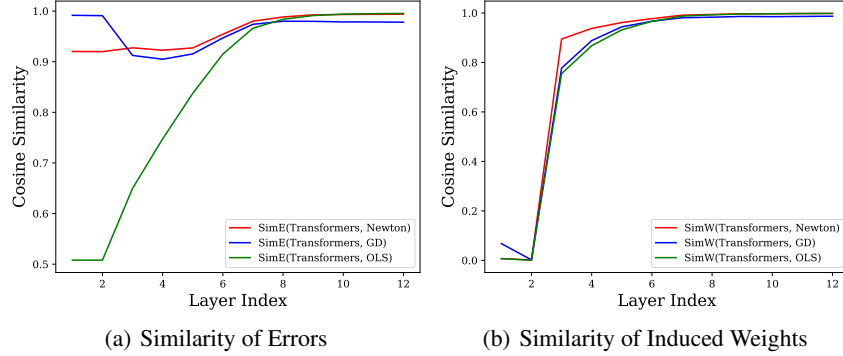 1.0
0.9
0.8
0.7
0.6
0.5
Cosine Similarity
2
4
6
8
10
12
Layer Index
SimE(Transformers, Newton)
SimE(Transformers, GD)
SimE(Transformers, OLS)
(a) Similarity of Errors
1.0
0.8
0.6
0.4
0.2
0.0
Cosine Similarity
2
4
6
8
10
12
Layer Index
SimW(Transformers, Newton)
SimW(Transformers, GD)
SimW(Transformers, OLS)
(b) Similarity of Induced Weights